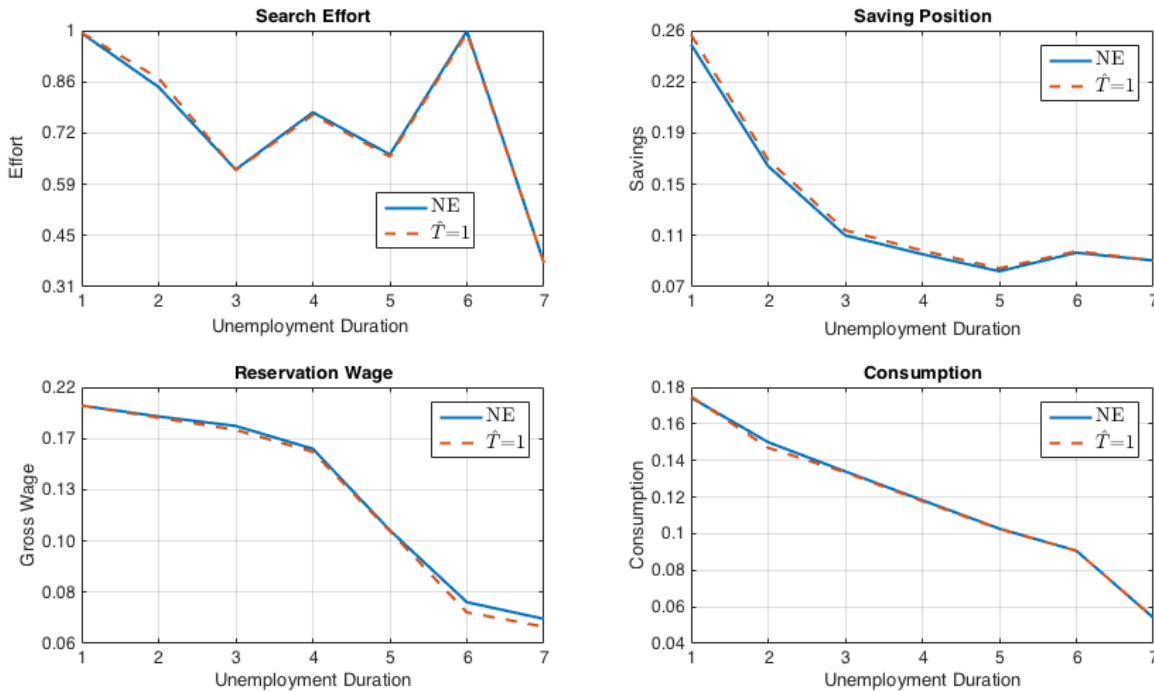 Search Effort
1
0.86
0.72
0.59
0.45
0.31
Effort
1 2 3 4 5 6 7
Unemployment Duration
NE
T̂=1
Saving Position
0.26
0.22
0.19
0.15
0.11
0.07
Savings
1 2 3 4 5 6 7
Unemployment Duration
NE
T̂=1
Reservation Wage
0.22
0.17
0.13
0.10
0.08
0.06
Gross Wage
1 2 3 4 5 6 7
Unemployment Duration
NE
T̂=1
Consumption
0.18
0.16
0.14
0.12
0.1
0.08
0.06
0.04
Consumption
1 2 3 4 5 6 7
Unemployment Duration
NE
T̂=1